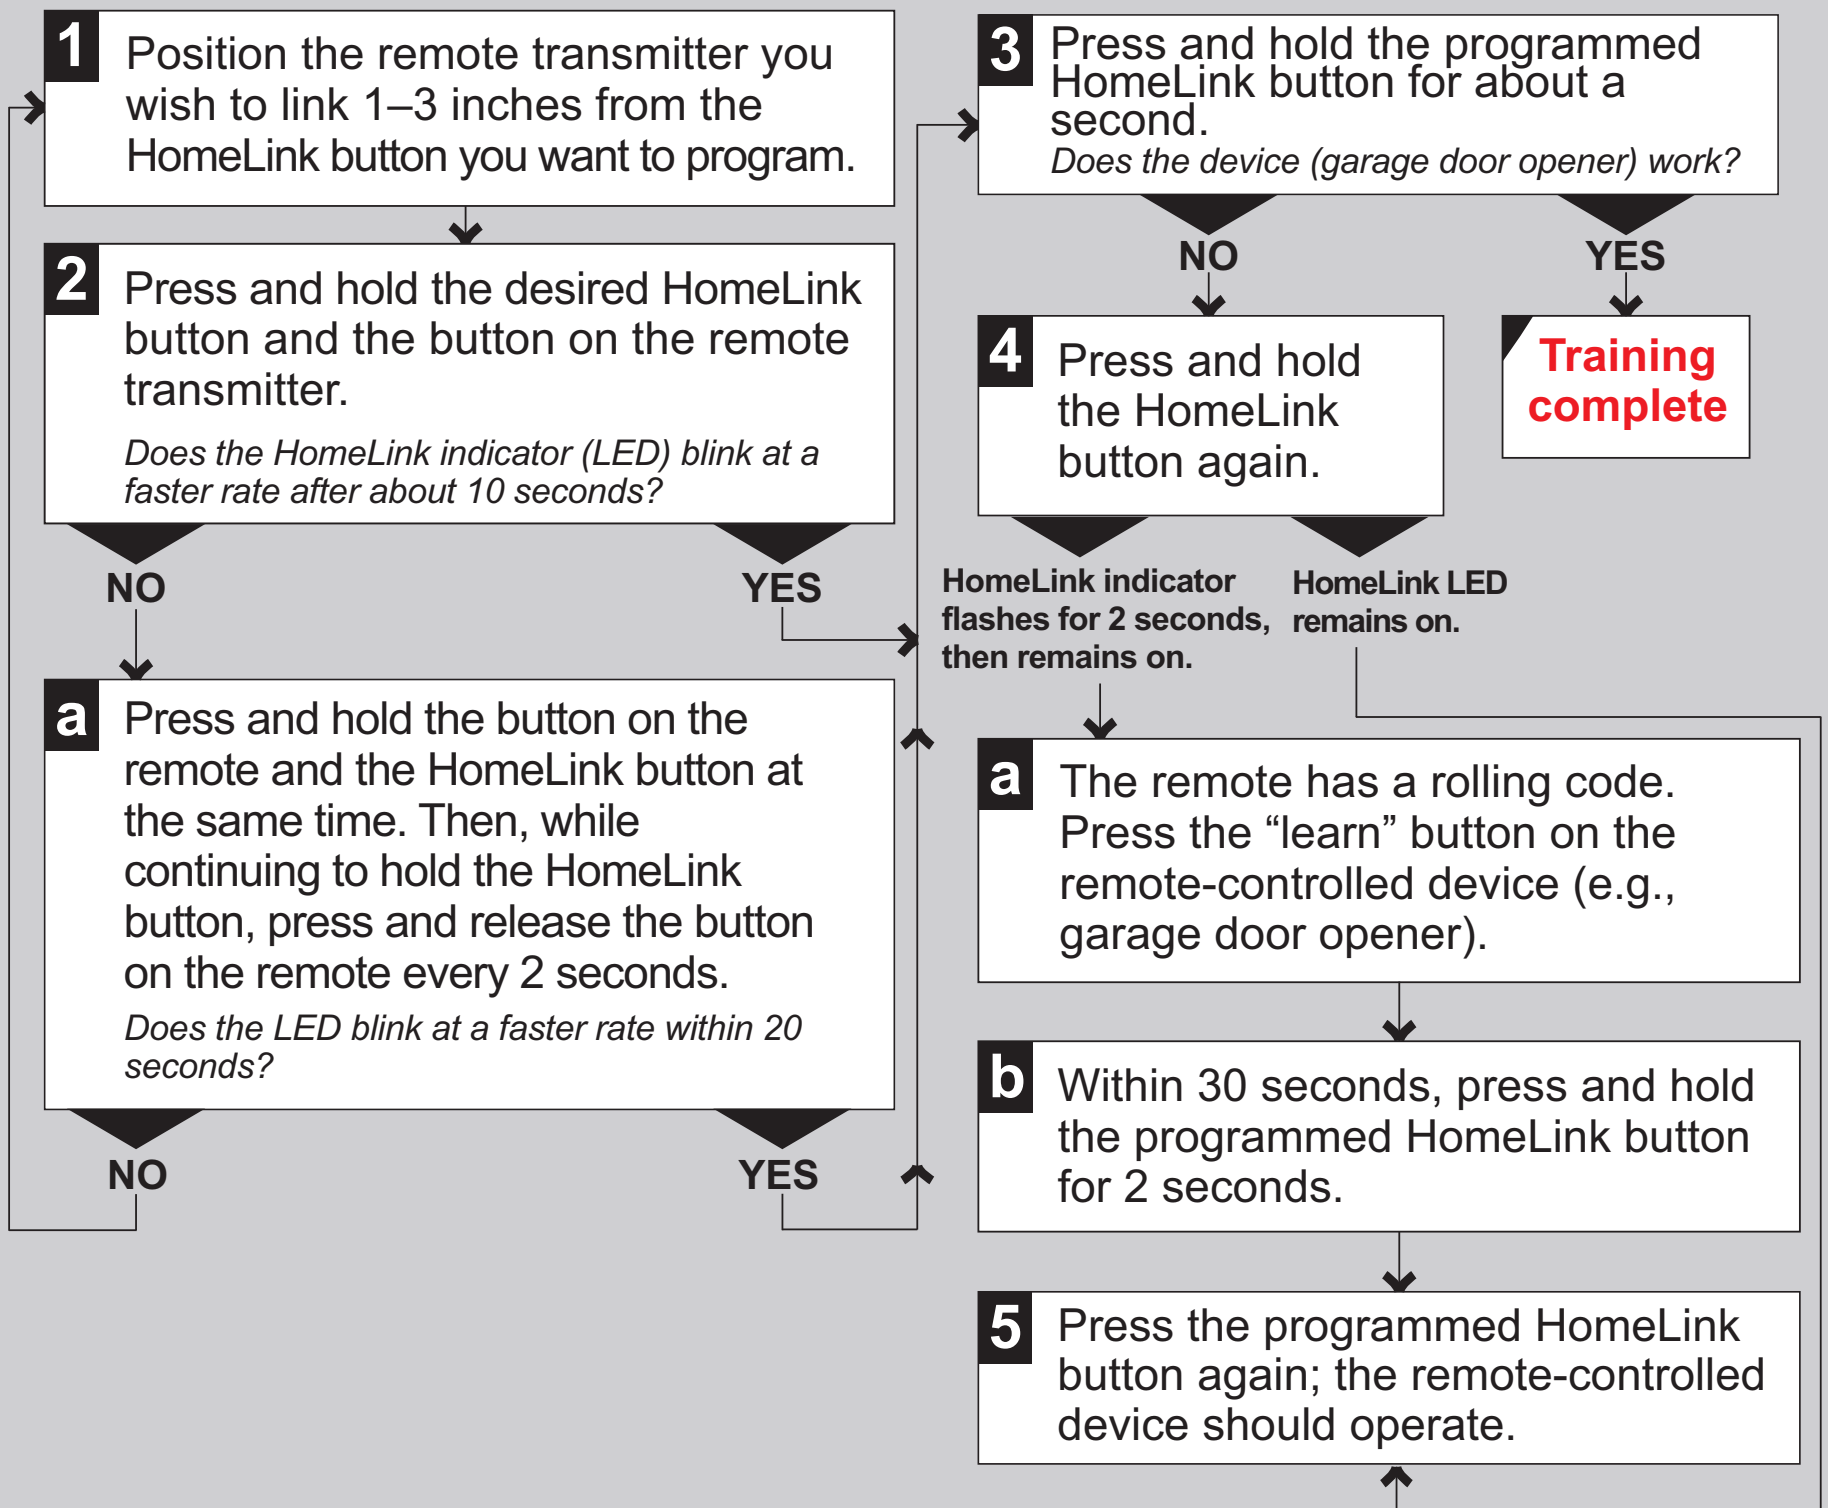 1
Position the remote transmitter you
wish to link 1–3 inches from the
HomeLink button you want to program.
2
Press and hold the desired HomeLink
button and the button on the remote
transmitter.
Does the HomeLink indicator (LED) blink at a
faster rate after about 10 seconds?
NO
YES
a
Press and hold the button on the
remote and the HomeLink button at
the same time. Then, while
continuing to hold the HomeLink
button, press and release the button
on the remote every 2 seconds.
Does the LED blink at a faster rate within 20
seconds?
NO
YES
3
Press and hold the programmed
HomeLink button for about a
second.
Does the device (garage door opener) work?
NO
YES
4
Press and hold
the HomeLink
button again.
Training
complete
HomeLink indicator
flashes for 2 seconds,
then remains on.
HomeLink LED
remains on.
a
The remote has a rolling code.
Press the “learn” button on the
remote-controlled device (e.g.,
garage door opener).
b
Within 30 seconds, press and hold
the programmed HomeLink button
for 2 seconds.
5
Press the programmed HomeLink
button again; the remote-controlled
device should operate.